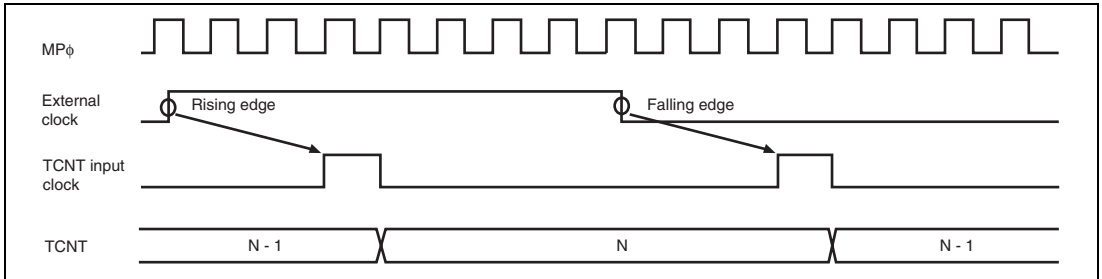 MPφ
External
clock
Rising edge
Falling edge
TCNT input
clock
TCNT
N - 1
N
N - 1